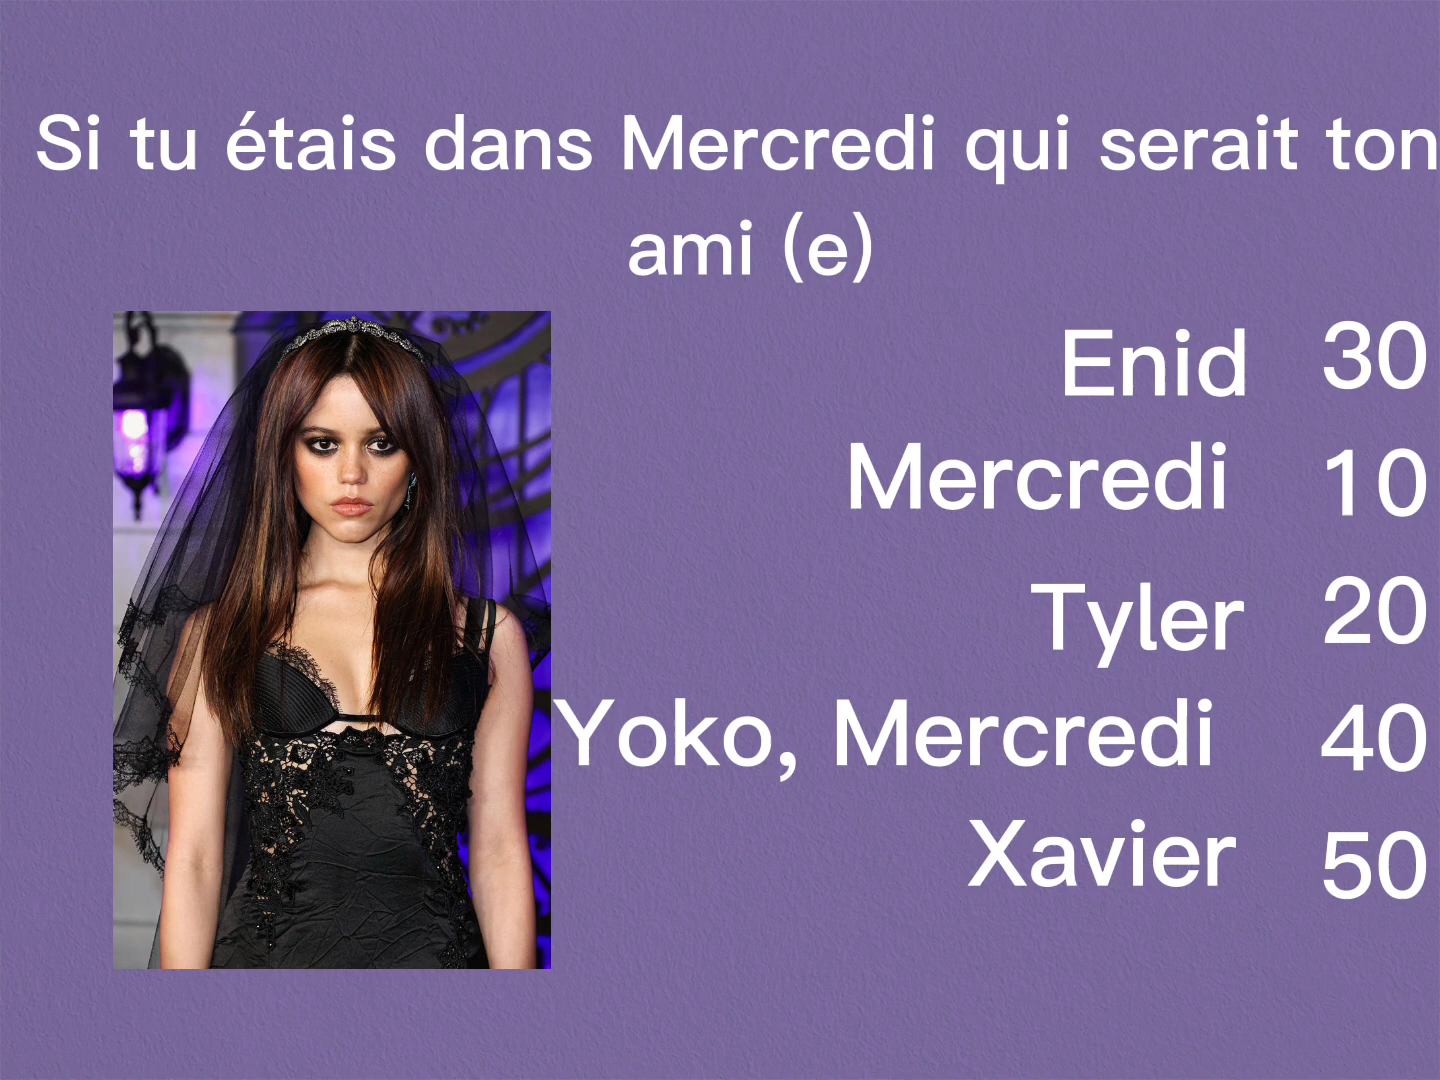 Si tu étais dans Mercredi qui serait ton
ami (e)
Enid 30
Mercredi 10
Tyler 20
Yoko, Mercredi 40
Xavier 50